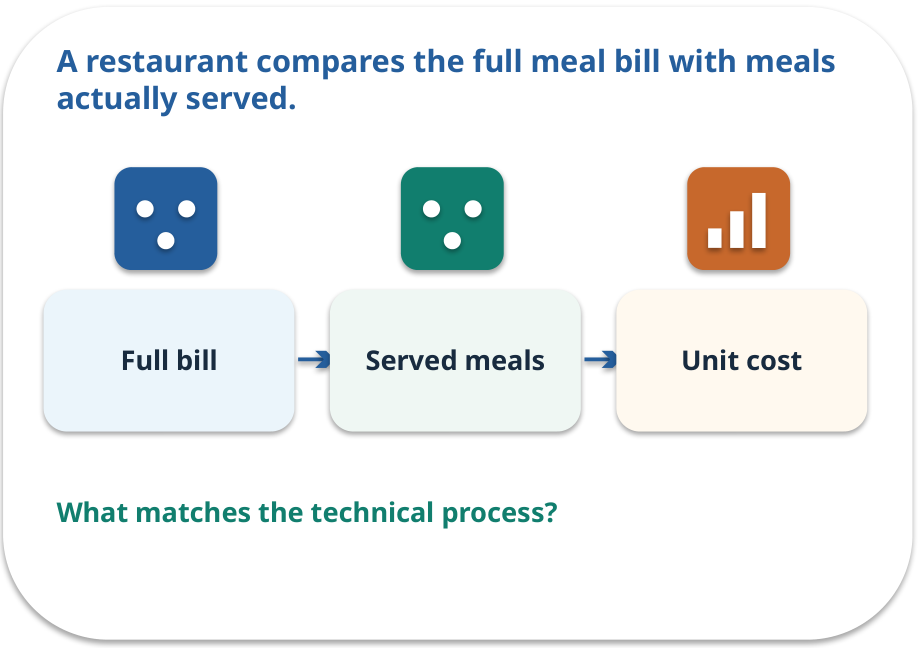 A restaurant compares the full meal bill with meals
actually served.
Full bill
Served meals
Unit cost
What matches the technical process?